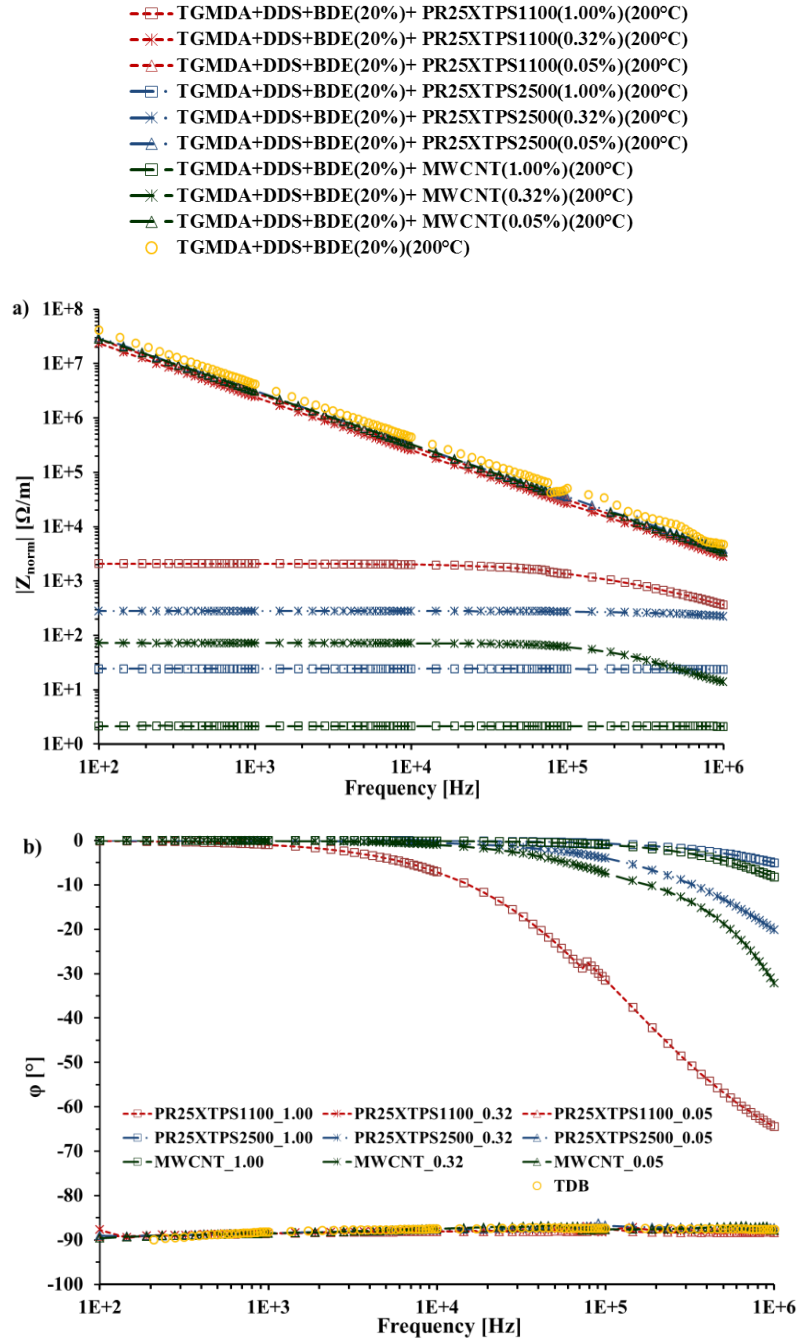 TGMDA+DDS+BDE(20%)+ PR25XTPS1100(1.00%)(200°C)
TGMDA+DDS+BDE(20%)+ PR25XTPS1100(0.32%)(200°C)
TGMDA+DDS+BDE(20%)+ PR25XTPS1100(0.05%)(200°C)
TGMDA+DDS+BDE(20%)+ PR25XTPS2500(1.00%)(200°C)
TGMDA+DDS+BDE(20%)+ PR25XTPS2500(0.32%)(200°C)
TGMDA+DDS+BDE(20%)+ PR25XTPS2500(0.05%)(200°C)
TGMDA+DDS+BDE(20%)+ MWCNT(1.00%)(200°C)
TGMDA+DDS+BDE(20%)+ MWCNT(0.32%)(200°C)
TGMDA+DDS+BDE(20%)+ MWCNT(0.05%)(200°C)
TGMDA+DDS+BDE(20%)(200°C)
a)
1E+8
1E+7
1E+6
1E+5
1E+4
1E+3
1E+2
1E+1
1E+0
|Znorm| [Ω/m]
1E+2 1E+3 1E+4 1E+5 1E+6
Frequency [Hz]
b)
0
-10
-20
-30
-40
-50
-60
-70
-80
-90
-100
φ [°]
PR25XTPS1100_1.00 PR25XTPS1100_0.32 PR25XTPS1100_0.05
PR25XTPS2500_1.00 PR25XTPS2500_0.32 PR25XTPS2500_0.05
MWCNT_1.00 MWCNT_0.32 MWCNT_0.05
TDB
1E+2 1E+3 1E+4 1E+5 1E+6
Frequency [Hz]